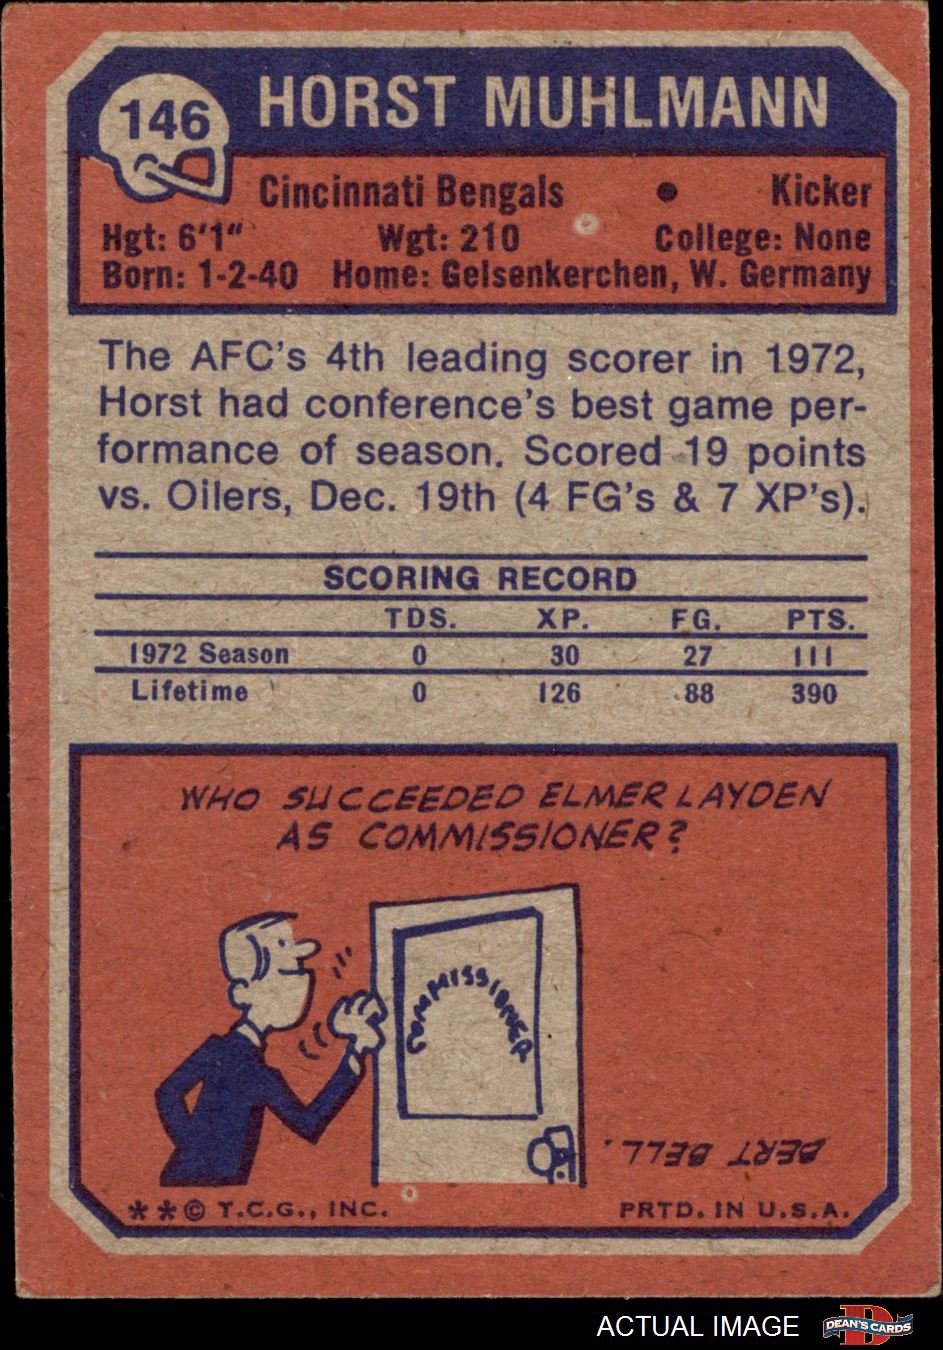 146
HORST MUHLMANN
Cincinnati Bengals • Kicker
Hgt: 6'1" Wgt: 210 College: None
Born: 1-2-40 Home: Gelsenkerchen, W. Germany
The AFC's 4th leading scorer in 1972,
Horst had conference's best game per-
formance of season. Scored 19 points
vs. Oilers, Dec. 19th (4 FG's & 7 XP's).
SCORING RECORD
TDS. XP. FG. PTS.
1972 Season 0 30 27 111
Lifetime 0 126 88 390
WHO SUCCEEDED ELMER LAYDEN
AS COMMISSIONER?
COMMISSIONER
BERT BELL.
**© T.C.G., INC. PRTD. IN U.S.A.
ACTUAL IMAGE
D
DEAN'S CARDS